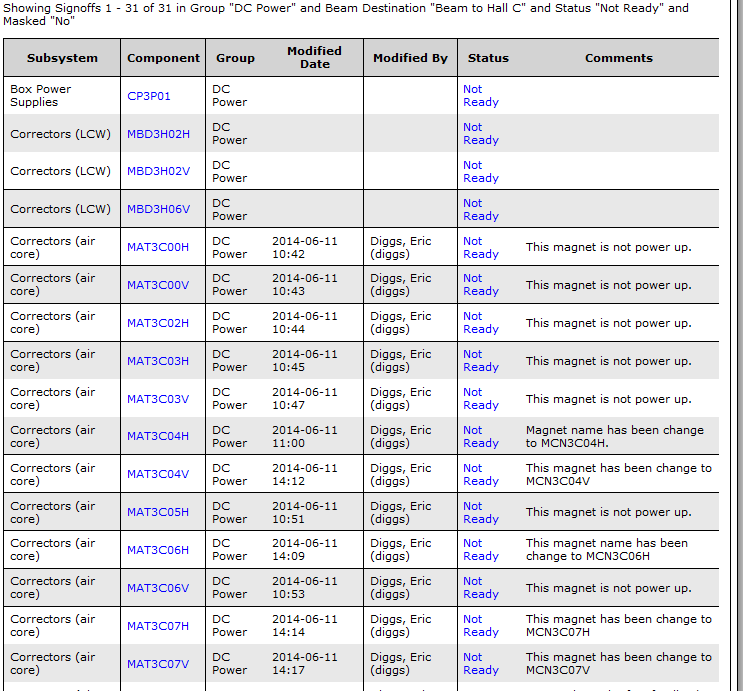 Showing Signoffs 1 - 31 of 31 in Group "DC Power" and Beam Destination "Beam to Hall C" and Status "Not Ready" and
Masked "No"
Subsystem Component Group Modified Date Modified By Status Comments
Box Power Supplies CP3P01 DC Power Not Ready
Correctors (LCW) MBD3H02H DC Power Not Ready
Correctors (LCW) MBD3H02V DC Power Not Ready
Correctors (LCW) MBD3H06V DC Power Not Ready
Correctors (air core) MAT3C00H DC Power 2014-06-11 10:42 Diggs, Eric (diggs) Not Ready This magnet is not power up.
Correctors (air core) MAT3C00V DC Power 2014-06-11 10:43 Diggs, Eric (diggs) Not Ready This magnet is not power up.
Correctors (air core) MAT3C02H DC Power 2014-06-11 10:44 Diggs, Eric (diggs) Not Ready This magnet is not power up.
Correctors (air core) MAT3C03H DC Power 2014-06-11 10:45 Diggs, Eric (diggs) Not Ready This magnet is not power up.
Correctors (air core) MAT3C03V DC Power 2014-06-11 10:47 Diggs, Eric (diggs) Not Ready This magnet is not power up.
Correctors (air core) MAT3C04H DC Power 2014-06-11 11:00 Diggs, Eric (diggs) Not Ready Magnet name has been change to MCN3C04H.
Correctors (air core) MAT3C04V DC Power 2014-06-11 14:12 Diggs, Eric (diggs) Not Ready This magnet has been change to MCN3C04V
Correctors (air core) MAT3C05H DC Power 2014-06-11 10:51 Diggs, Eric (diggs) Not Ready This magnet is not power up.
Correctors (air core) MAT3C06H DC Power 2014-06-11 14:09 Diggs, Eric (diggs) Not Ready This magnet name has been change to MCN3C06H
Correctors (air core) MAT3C06V DC Power 2014-06-11 10:53 Diggs, Eric (diggs) Not Ready This magnet is not power up.
Correctors (air core) MAT3C07H DC Power 2014-06-11 14:14 Diggs, Eric (diggs) Not Ready This magnet has been change to MCN3C07H
Correctors (air core) MAT3C07V DC Power 2014-06-11 14:17 Diggs, Eric (diggs) Not Ready This magnet has been change to MCN3C07V